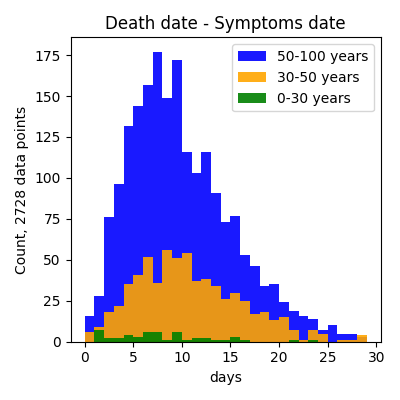 Death date - Symptoms date
50-100 years
30-50 years
0-30 years
Count, 2728 data points
175
150
125
100
75
50
25
0
0 5 10 15 20 25 30
days